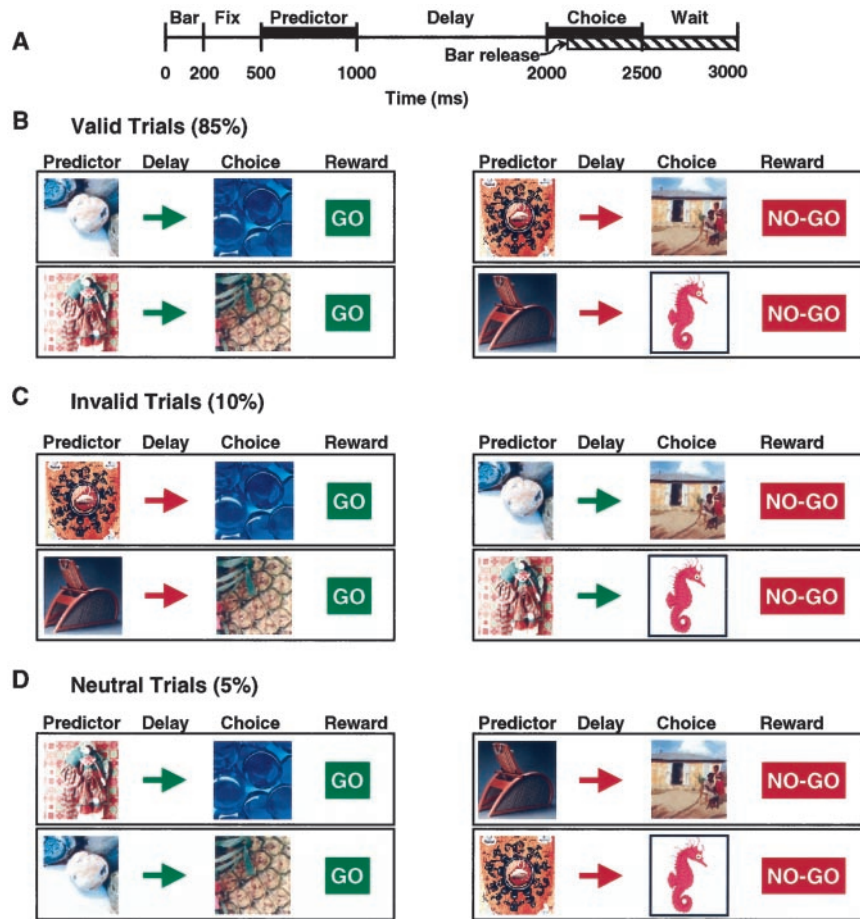 A
Bar Fix Predictor Delay Choice Wait
Bar release
0 200 500 1000 2000 2500 3000
Time (ms)
B Valid Trials (85%)
Predictor Delay Choice Reward Predictor Delay Choice Reward
GO NO-GO
GO NO-GO
C Invalid Trials (10%)
Predictor Delay Choice Reward Predictor Delay Choice Reward
GO NO-GO
GO NO-GO
D Neutral Trials (5%)
Predictor Delay Choice Reward Predictor Delay Choice Reward
GO NO-GO
GO NO-GO